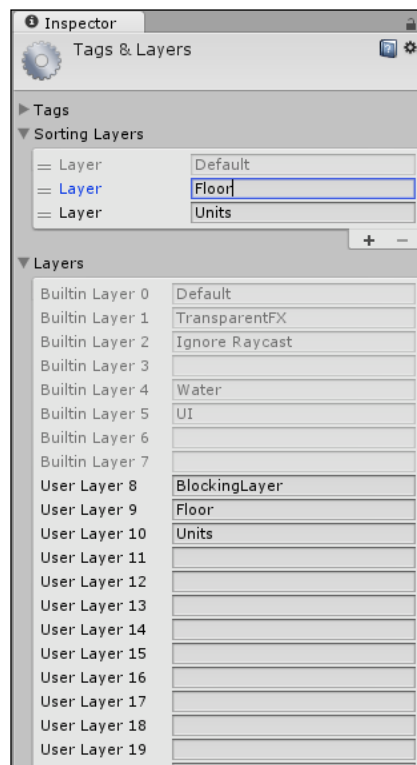 Inspector
Tags & Layers
Tags
Sorting Layers
Layer Default
Layer Floor
Layer Units
+ −
Layers
Builtin Layer 0 Default
Builtin Layer 1 TransparentFX
Builtin Layer 2 Ignore Raycast
Builtin Layer 3
Builtin Layer 4 Water
Builtin Layer 5 UI
Builtin Layer 6
Builtin Layer 7
User Layer 8 BlockingLayer
User Layer 9 Floor
User Layer 10 Units
User Layer 11
User Layer 12
User Layer 13
User Layer 14
User Layer 15
User Layer 16
User Layer 17
User Layer 18
User Layer 19